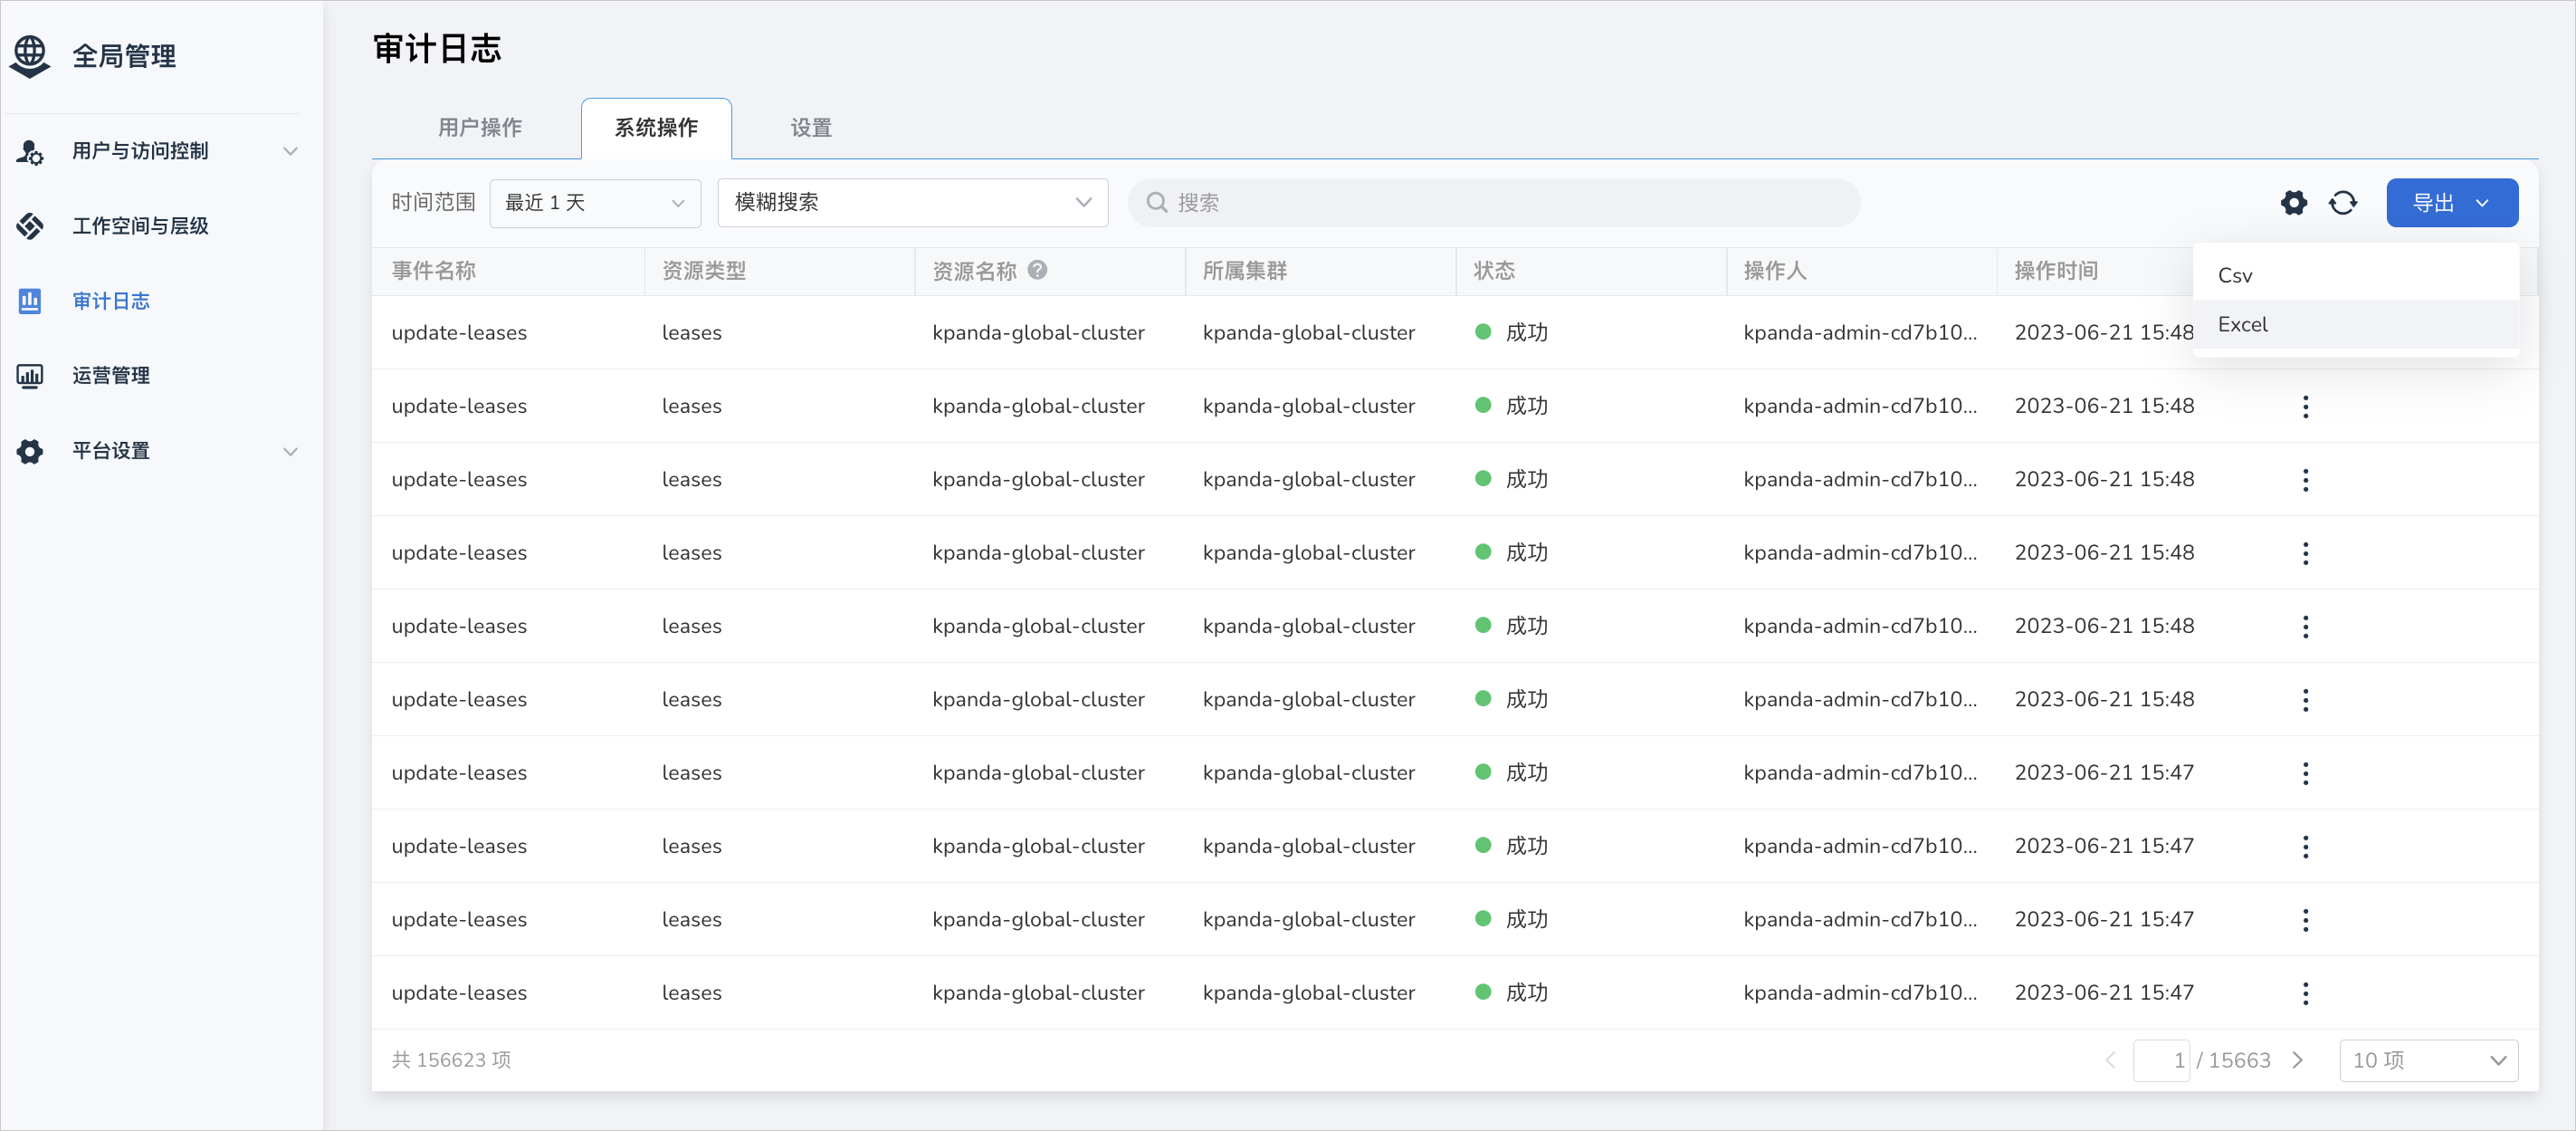 全局管理
用户与访问控制
工作空间与层级
审计日志
运营管理
平台设置
审计日志
用户操作 系统操作 设置
时间范围 最近 1 天 模糊搜索 搜索 导出
Csv
Excel
事件名称 资源类型 资源名称 所属集群 状态 操作人 操作时间
update-leases leases kpanda-global-cluster kpanda-global-cluster 成功 kpanda-admin-cd7b10... 2023-06-21 15:48
update-leases leases kpanda-global-cluster kpanda-global-cluster 成功 kpanda-admin-cd7b10... 2023-06-21 15:48
update-leases leases kpanda-global-cluster kpanda-global-cluster 成功 kpanda-admin-cd7b10... 2023-06-21 15:48
update-leases leases kpanda-global-cluster kpanda-global-cluster 成功 kpanda-admin-cd7b10... 2023-06-21 15:48
update-leases leases kpanda-global-cluster kpanda-global-cluster 成功 kpanda-admin-cd7b10... 2023-06-21 15:48
update-leases leases kpanda-global-cluster kpanda-global-cluster 成功 kpanda-admin-cd7b10... 2023-06-21 15:48
update-leases leases kpanda-global-cluster kpanda-global-cluster 成功 kpanda-admin-cd7b10... 2023-06-21 15:47
update-leases leases kpanda-global-cluster kpanda-global-cluster 成功 kpanda-admin-cd7b10... 2023-06-21 15:47
update-leases leases kpanda-global-cluster kpanda-global-cluster 成功 kpanda-admin-cd7b10... 2023-06-21 15:47
update-leases leases kpanda-global-cluster kpanda-global-cluster 成功 kpanda-admin-cd7b10... 2023-06-21 15:47
共 156623 项 1 / 15663 10 项